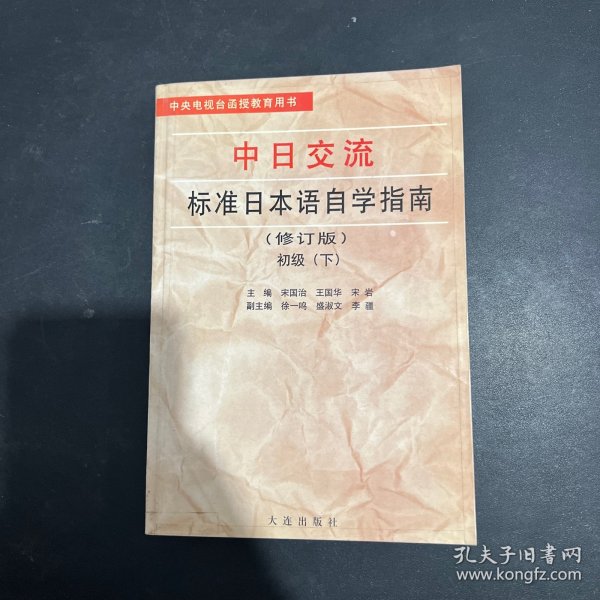 中央电视台函授教育用书
中日交流
标准日本语自学指南
(修订版)
初级(下)
主 编 宋国治 王国华 宋 岩
副主编 徐一鸣 盛淑文 李 疆
大连出版社
孔夫子旧书网
www.kongfz.com